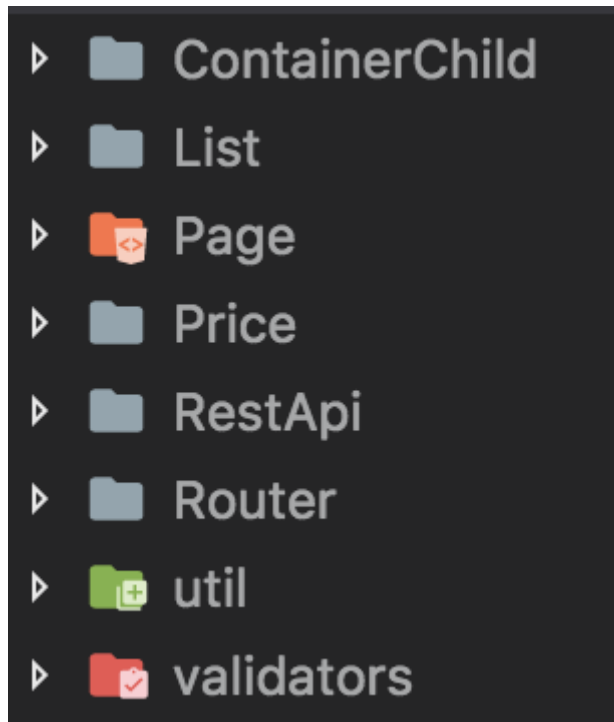 ContainerChild
List
Page
Price
RestApi
Router
util
validators